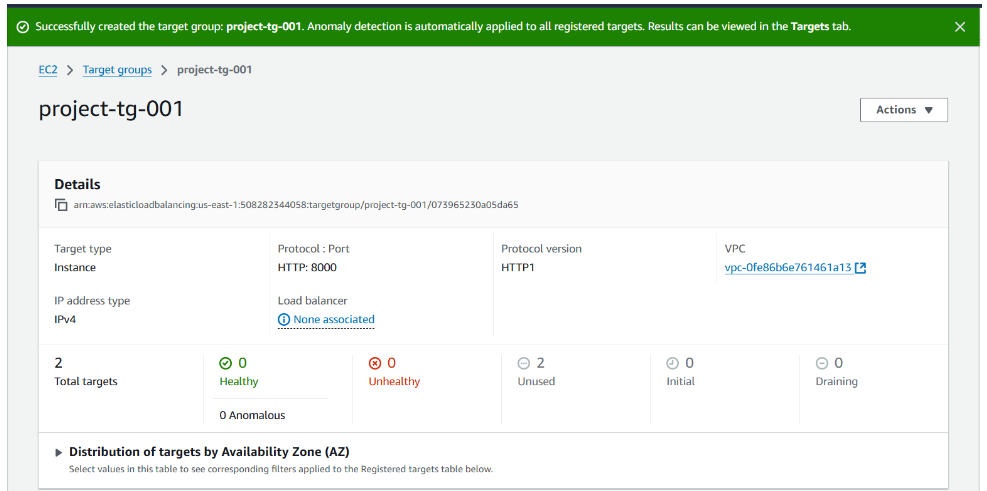 Successfully created the target group: project-tg-001. Anomaly detection is automatically applied to all registered targets. Results can be viewed in the Targets tab.
EC2 > Target groups > project-tg-001
project-tg-001
Actions
Details
arn:aws:elasticloadbalancing:us-east-1:508282344058:targetgroup/project-tg-001/073965230a05da65
Target type
Instance
Protocol : Port
HTTP: 8000
Protocol version
HTTP1
VPC
vpc-0fe86b6e761461a13
IP address type
IPv4
Load balancer
None associated
2
Total targets
0
Healthy
0 Anomalous
0
Unhealthy
2
Unused
0
Initial
0
Draining
Distribution of targets by Availability Zone (AZ)
Select values in this table to see corresponding filters applied to the Registered targets table below.